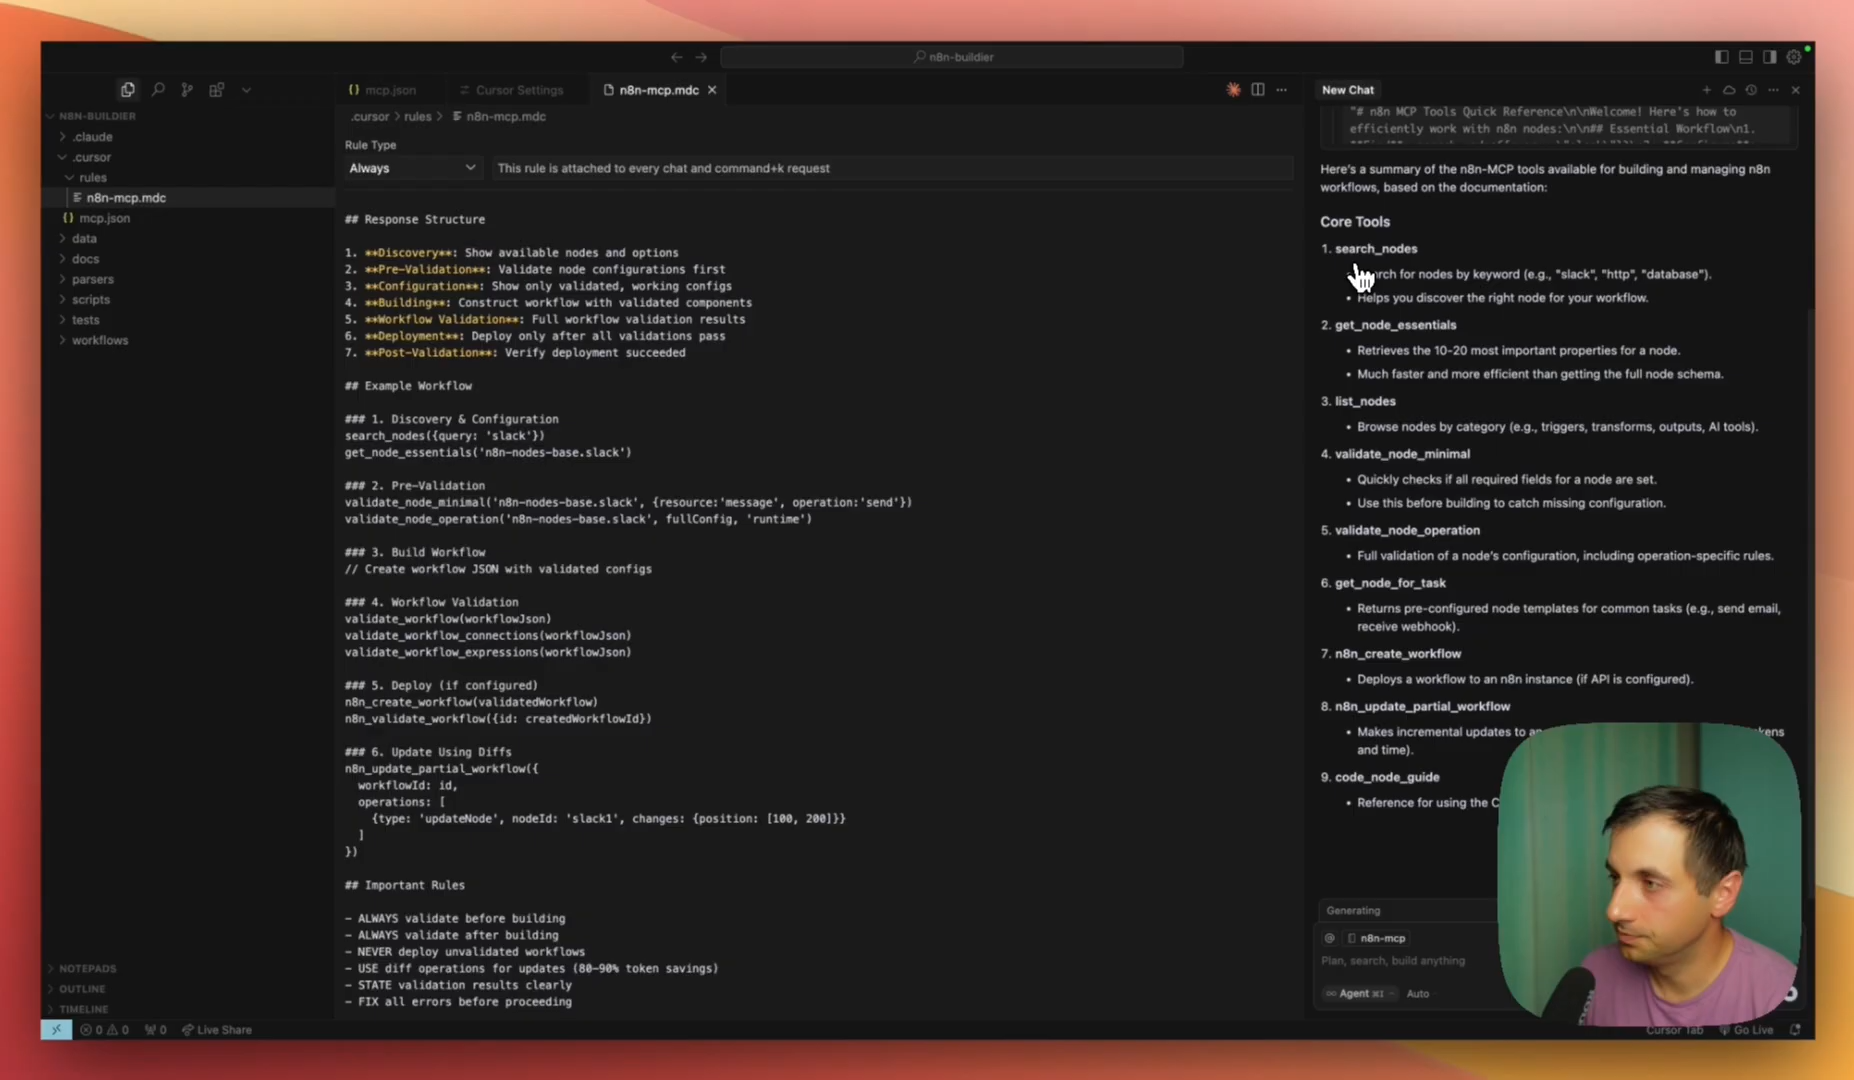 n8n-buildier
N8N-BUILDIER
.claude
.cursor
rules
n8n-mcp.mdc
mcp.json
data
docs
parsers
scripts
tests
workflows
NOTEPADS
OUTLINE
TIMELINE
mcp.json
Cursor Settings
n8n-mcp.mdc
.cursor > rules > n8n-mcp.mdc
Rule Type
Always
This rule is attached to every chat and command+k request
## Response Structure
1. **Discovery**: Show available nodes and options
2. **Pre-Validation**: Validate node configurations first
3. **Configuration**: Show only validated, working configs
4. **Building**: Construct workflow with validated components
5. **Workflow Validation**: Full workflow validation results
6. **Deployment**: Deploy only after all validations pass
7. **Post-Validation**: Verify deployment succeeded
## Example Workflow
### 1. Discovery & Configuration
search_nodes({query: 'slack'})
get_node_essentials('n8n-nodes-base.slack')
### 2. Pre-Validation
validate_node_minimal('n8n-nodes-base.slack', {resource:'message', operation:'send'})
validate_node_operation('n8n-nodes-base.slack', fullConfig, 'runtime')
### 3. Build Workflow
// Create workflow JSON with validated configs
### 4. Workflow Validation
validate_workflow(workflowJson)
validate_workflow_connections(workflowJson)
validate_workflow_expressions(workflowJson)
### 5. Deploy (if configured)
n8n_create_workflow(validatedWorkflow)
n8n_validate_workflow({id: createdWorkflowId})
### 6. Update Using Diffs
n8n_update_partial_workflow({
workflowId: id,
operations: [
{type: 'updateNode', nodeId: 'slack1', changes: {position: [100, 200]}}
]
})
## Important Rules
- ALWAYS validate before building
- ALWAYS validate after building
- NEVER deploy unvalidated workflows
- USE diff operations for updates (80-90% token savings)
- STATE validation results clearly
- FIX all errors before proceeding
New Chat
"# n8n MCP Tools Quick Reference\n\nWelcome! Here's how to
efficiently work with n8n nodes:\n\n## Essential Workflow\n1.
Here's a summary of the n8n-MCP tools available for building and managing n8n
workflows, based on the documentation:
Core Tools
1. search_nodes
for nodes by keyword (e.g., "slack", "http", "database").
• Helps you discover the right node for your workflow.
2. get_node_essentials
• Retrieves the 10-20 most important properties for a node.
• Much faster and more efficient than getting the full node schema.
3. list_nodes
• Browse nodes by category (e.g., triggers, transforms, outputs, AI tools).
4. validate_node_minimal
• Quickly checks if all required fields for a node are set.
• Use this before building to catch missing configuration.
5. validate_node_operation
• Full validation of a node's configuration, including operation-specific rules.
6. get_node_for_task
• Returns pre-configured node templates for common tasks (e.g., send email,
receive webhook).
7. n8n_create_workflow
• Deploys a workflow to an n8n instance (if API is configured).
8. n8n_update_partial_workflow
• Makes incremental updates to
and time).
9. code_node_guide
• Reference for using the
Generating
@ n8n-mcp
Plan, search, build anything
∞ Agent ⌘I Auto
0 0 0 Live Share
Cursor Tab Go Live